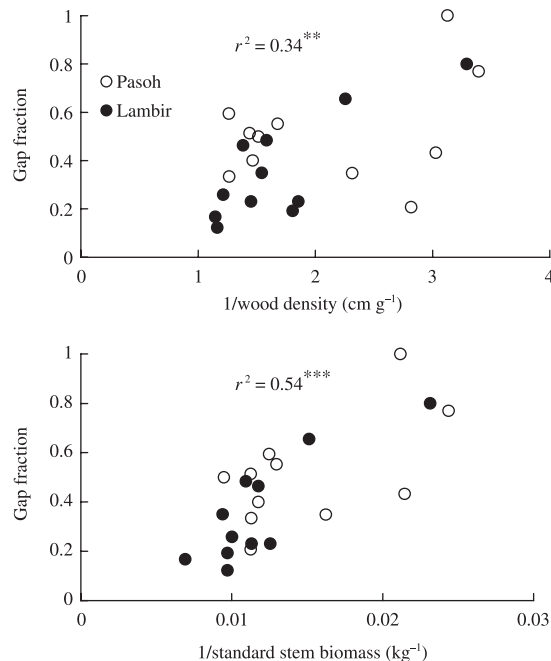 1
r² = 0.34**
0.8
Pasoh
Lambir
0.6
Gap fraction
0.4
0.2
0
0 1 2 3 4
1/wood density (cm g⁻¹)
1
r² = 0.54***
0.8
0.6
Gap fraction
0.4
0.2
0
0 0.01 0.02 0.03
1/standard stem biomass (kg⁻¹)